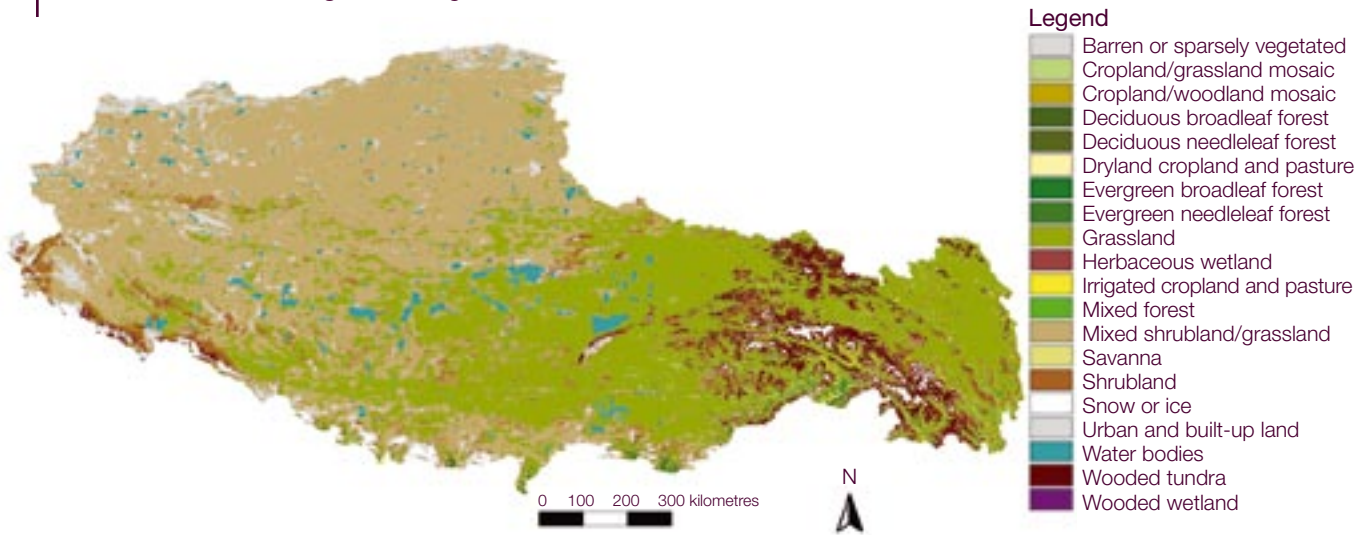 Legend
Barren or sparsely vegetated
Cropland/grassland mosaic
Cropland/woodland mosaic
Deciduous broadleaf forest
Deciduous needleleaf forest
Dryland cropland and pasture
Evergreen broadleaf forest
Evergreen needleleaf forest
Grassland
Herbaceous wetland
Irrigated cropland and pasture
Mixed forest
Mixed shrubland/grassland
Savanna
Shrubland
Snow or ice
Urban and built-up land
Water bodies
Wooded tundra
Wooded wetland
N
0 100 200 300 kilometres